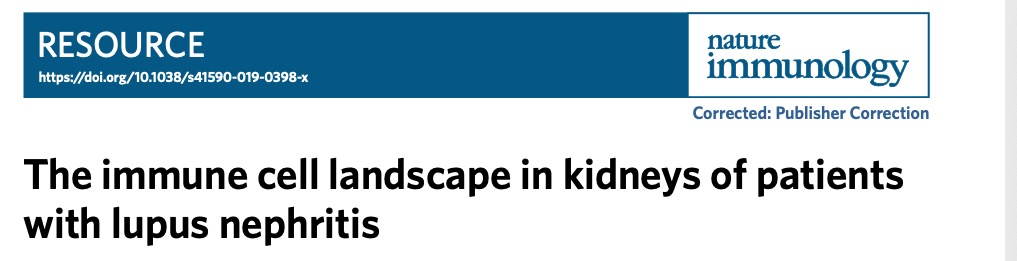 RESOURCE
https://doi.org/10.1038/s41590-019-0398-x
nature
immunology
Corrected: Publisher Correction
The immune cell landscape in kidneys of patients
with lupus nephritis